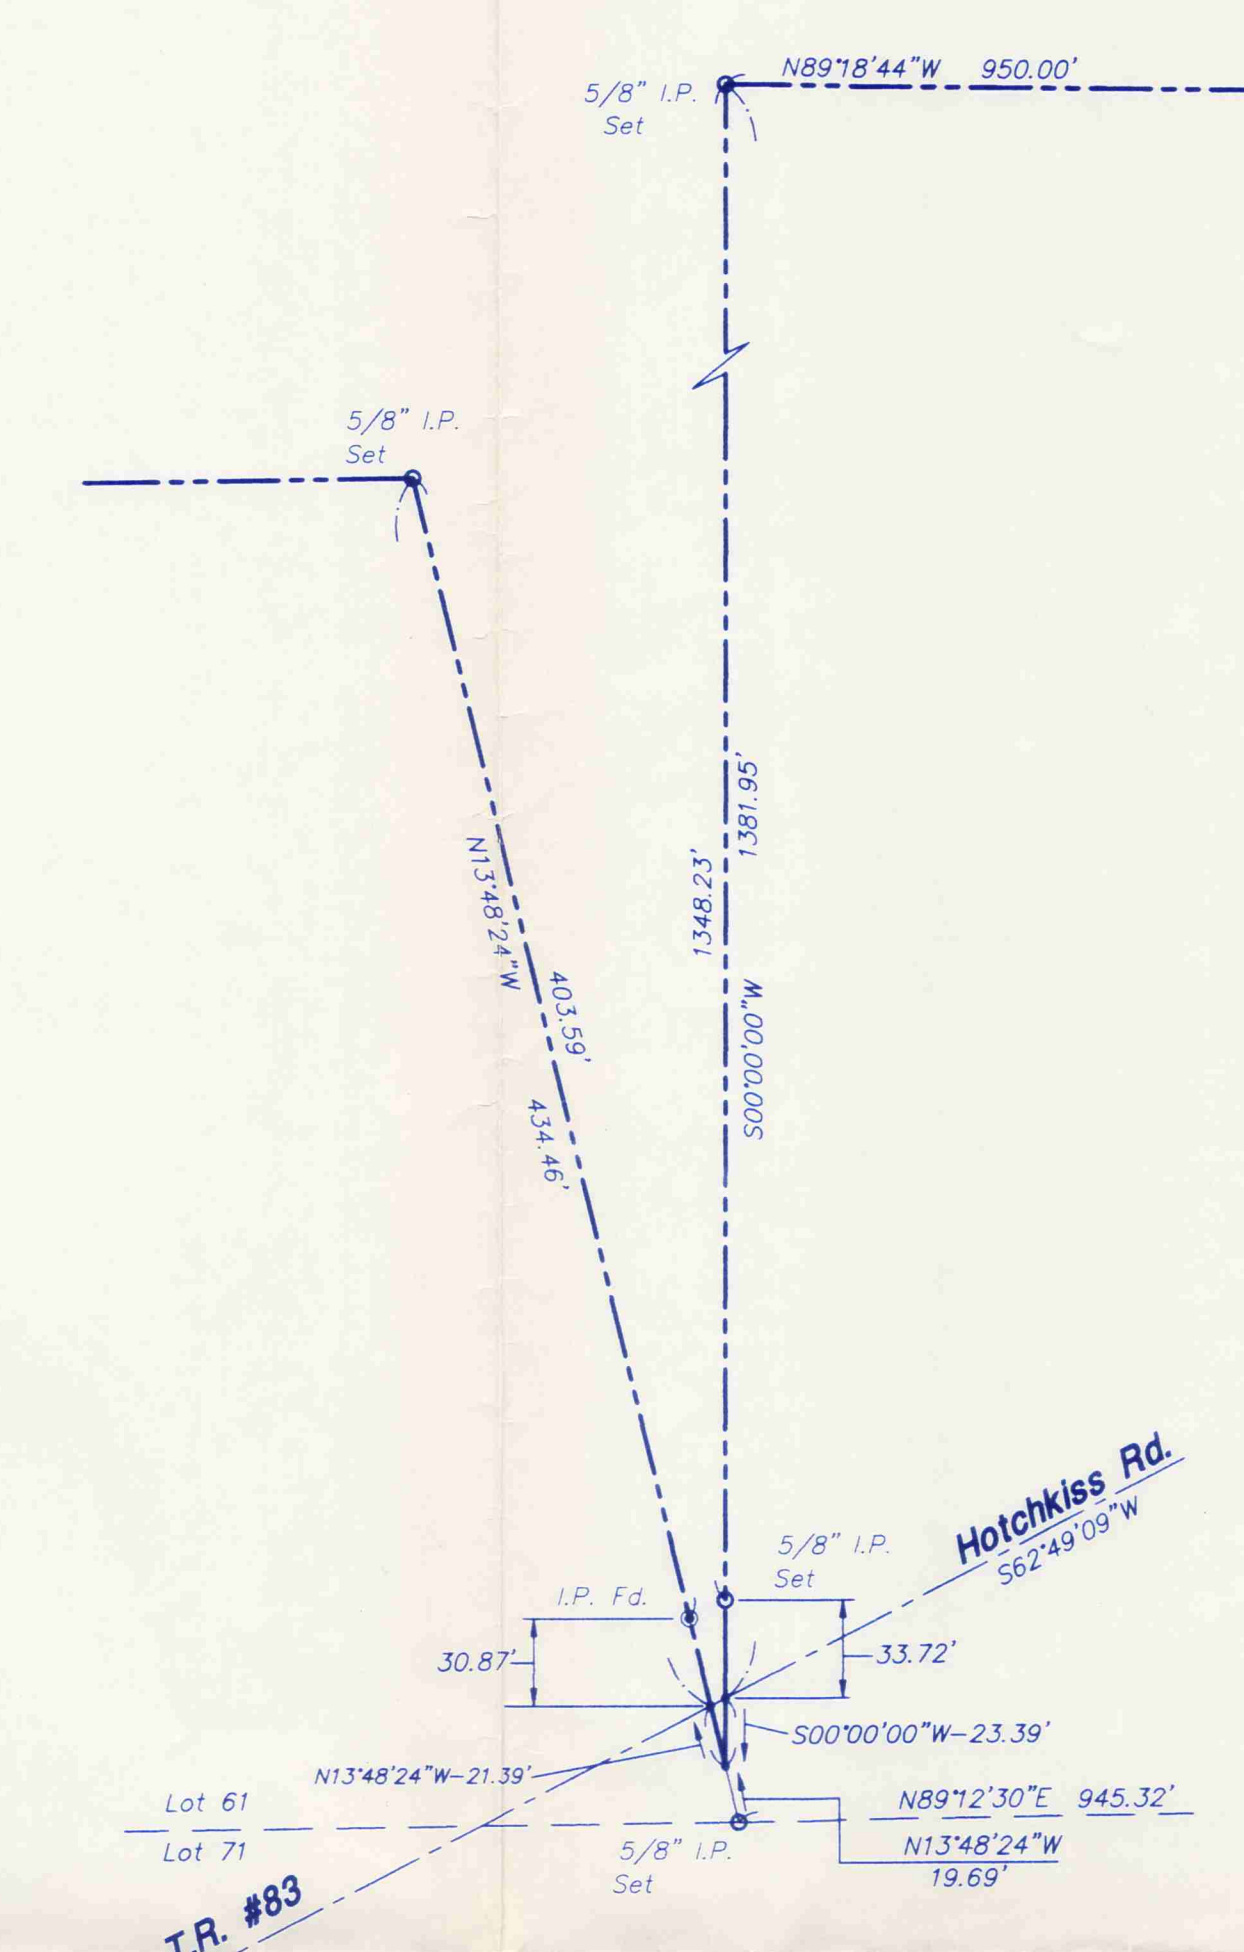 N89°18'44"W 950.00'
5/8" I.P.
Set
5/8" I.P.
Set
1381.95'
1348.23'
N13°48'24"W
403.59'
S00°00'00"W
434.46'
Hotchkiss Rd.
S62°49'09"W
5/8" I.P.
Set
I.P. Fd.
30.87'
33.72'
S00°00'00"W-23.39'
N13°48'24"W-21.39'
Lot 61
N89°12'30"E 945.32'
Lot 71
5/8" I.P.
Set
N13°48'24"W
19.69'
T.R. #83